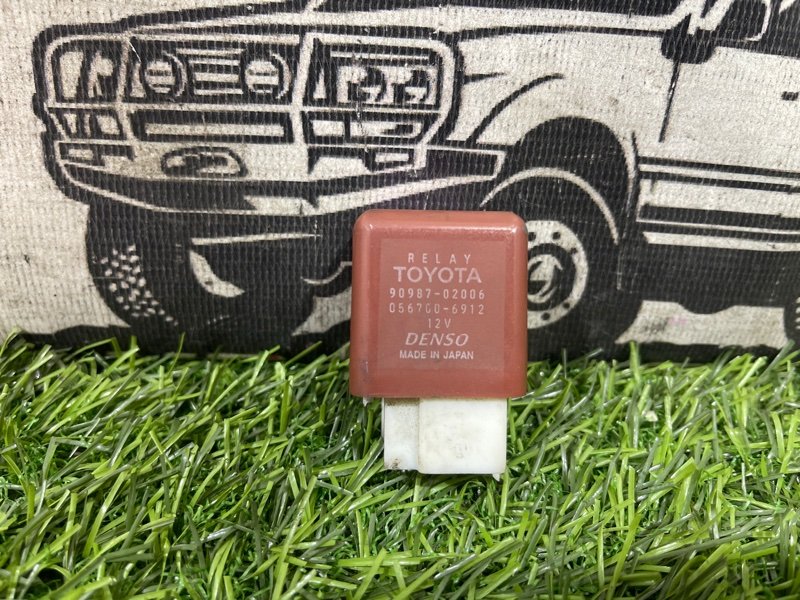 RELAY
TOYOTA
90987-02006
056700-6912
12V
DENSO
MADE IN JAPAN